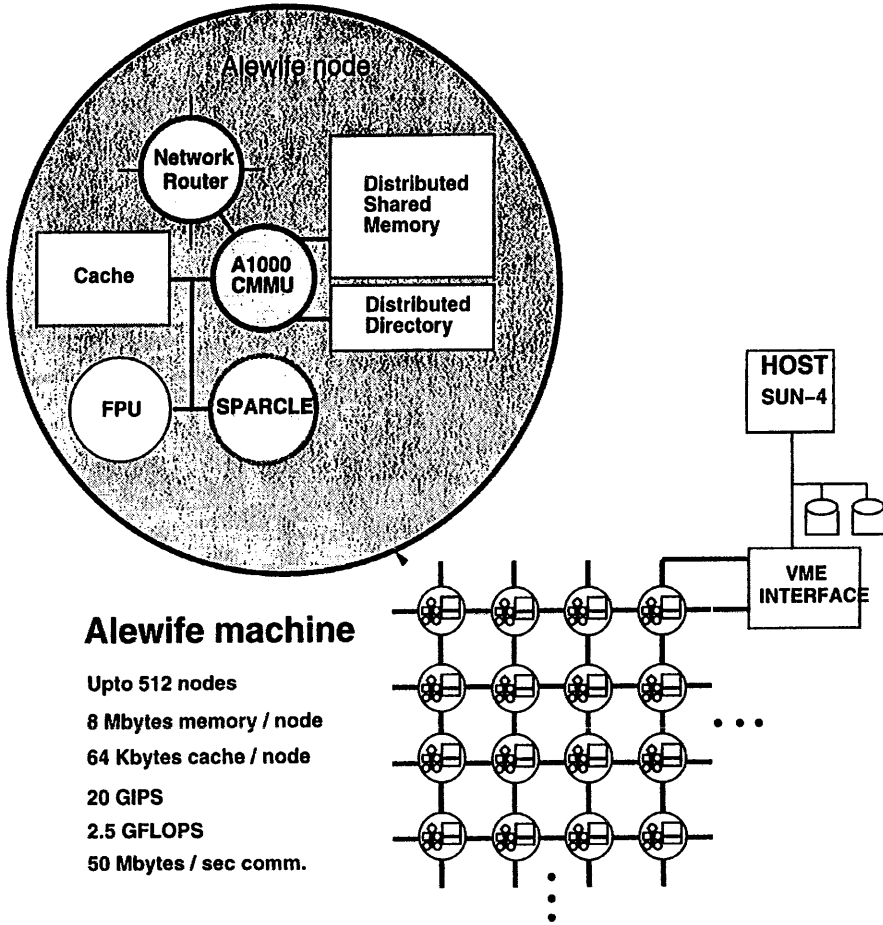 Alewife node
Network
Router
Distributed
Shared
Memory
Cache
A1000
CMMU
Distributed
Directory
FPU
SPARCLE
HOST
SUN-4
VME
INTERFACE
Alewife machine
Upto 512 nodes
8 Mbytes memory / node
64 Kbytes cache / node
20 GIPS
2.5 GFLOPS
50 Mbytes / sec comm.